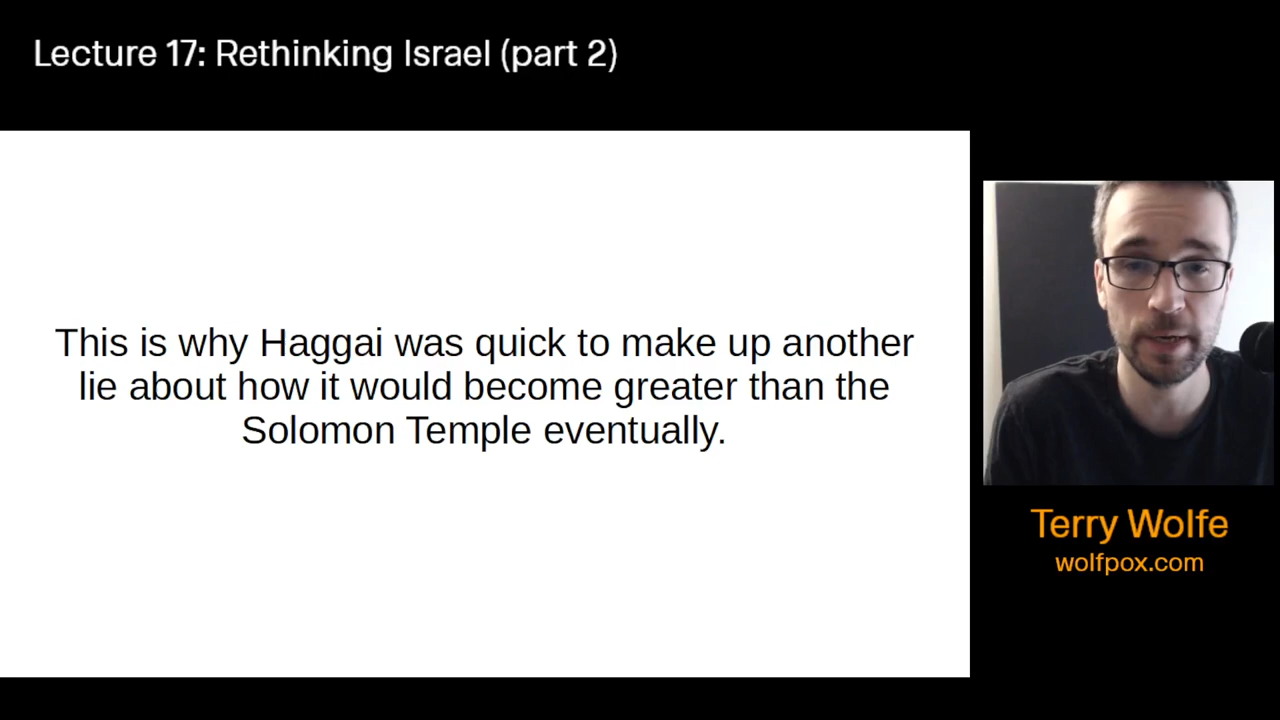 Lecture 17: Rethinking Israel (part 2)
This is why Haggai was quick to make up another
lie about how it would become greater than the
Solomon Temple eventually.
Terry Wolfe
wolfpox.com